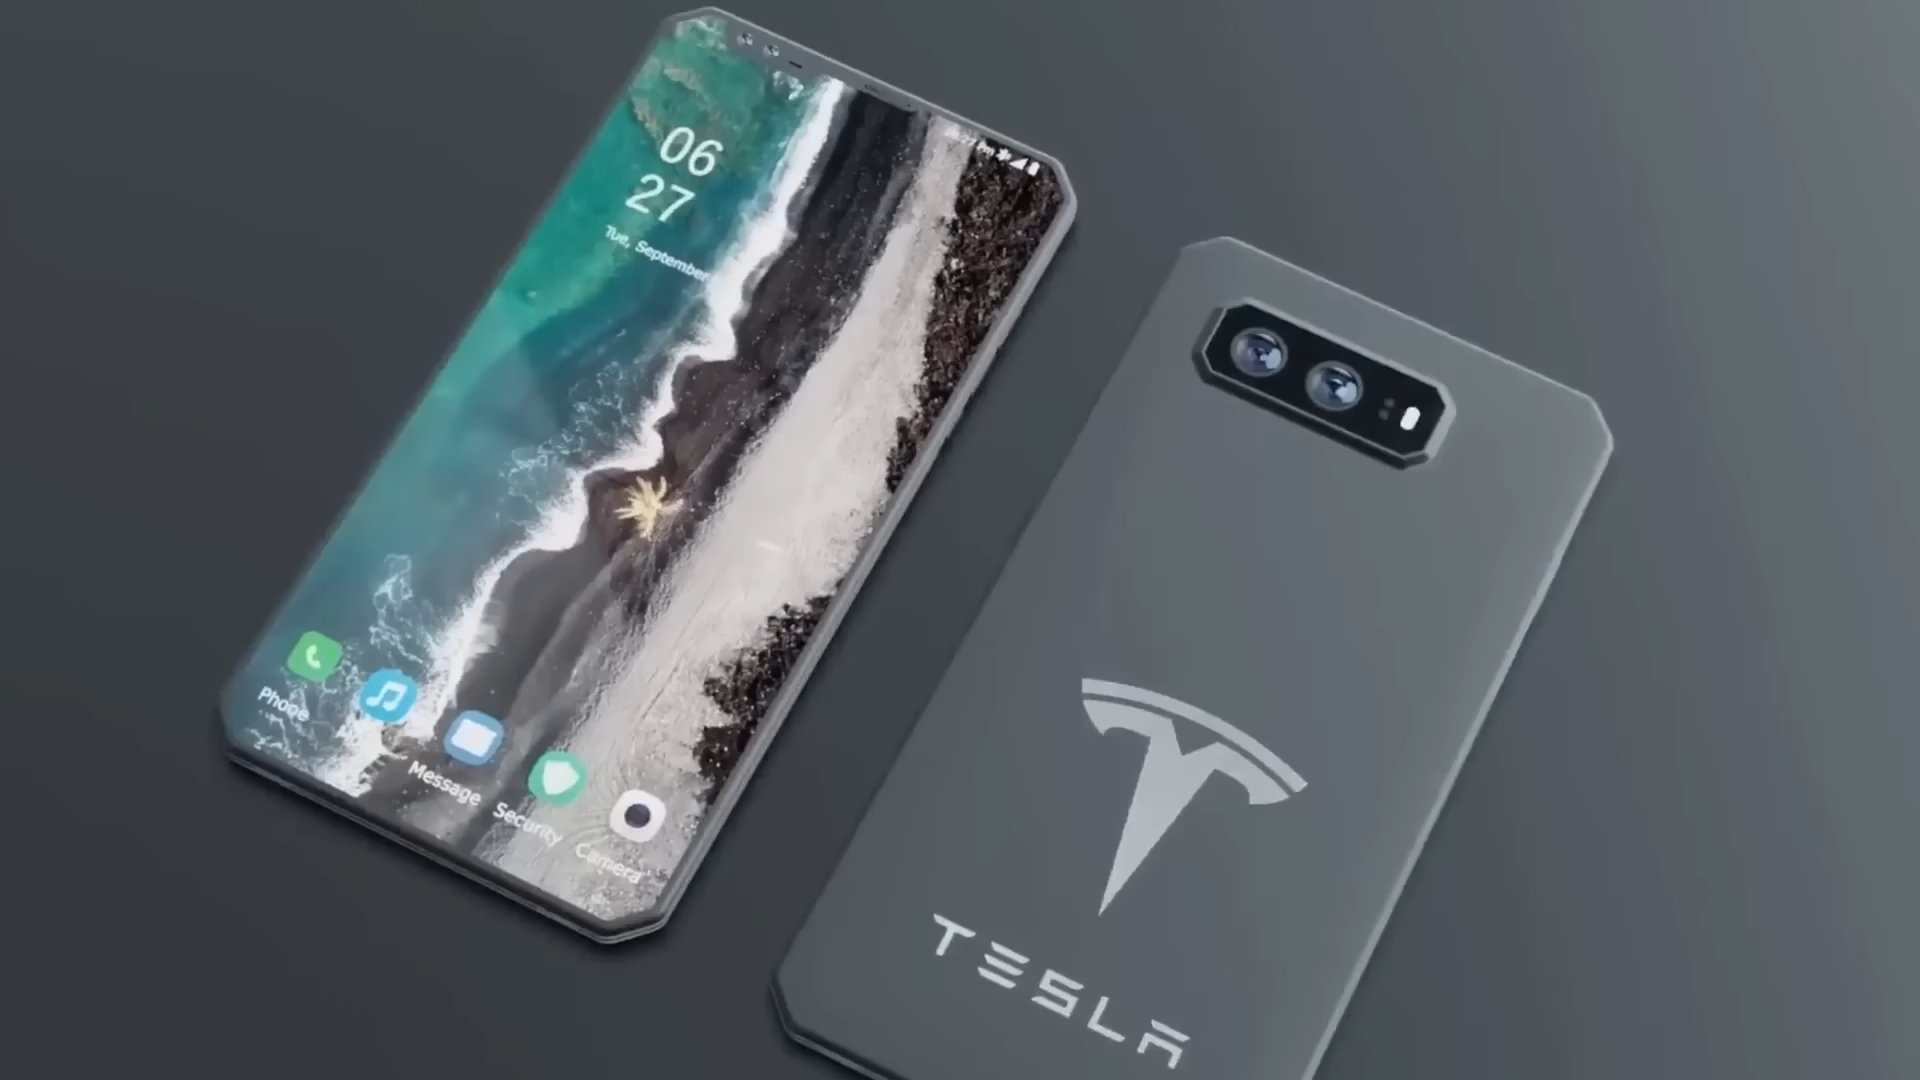 06
27
Tue, September
Phone
Message
Security
Camera
TESLA